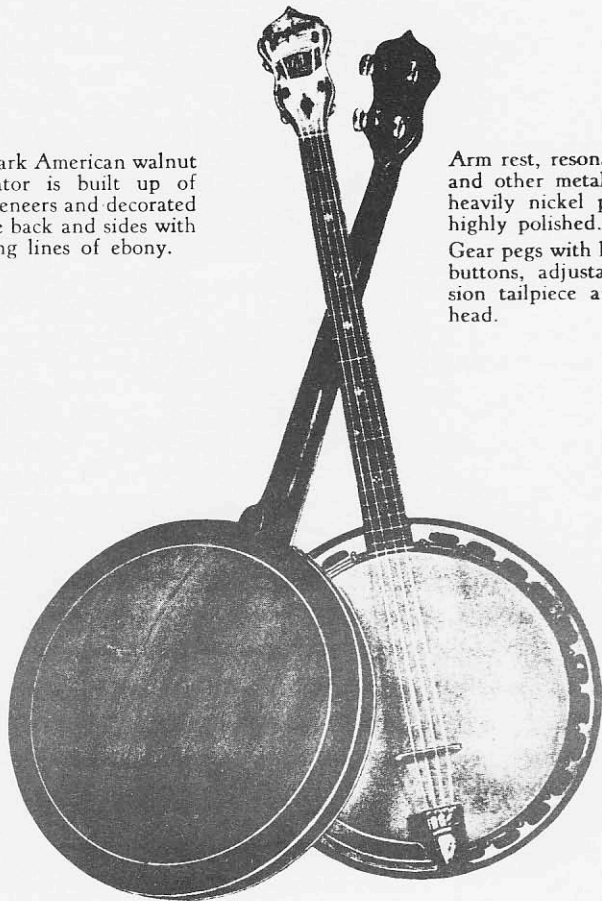 ark American walnut
ator is built up of
eneers and decorated
e back and sides with
ng lines of ebony.
Arm rest, reson
and other metal
heavily nickel p
highly polished.
Gear pegs with
buttons, adjusta
sion tailpiece a
head.